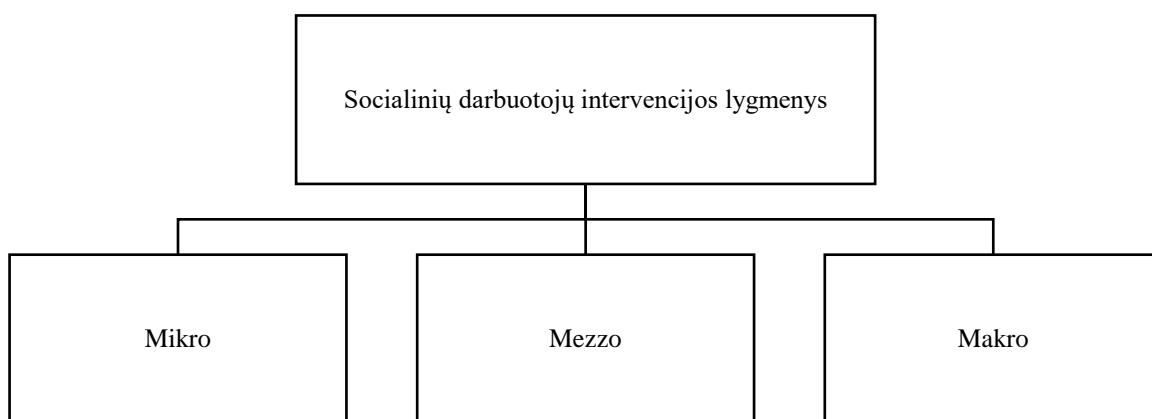 Socialinių darbuotojų intervencijos lygmenys
Mikro
Mezzo
Makro